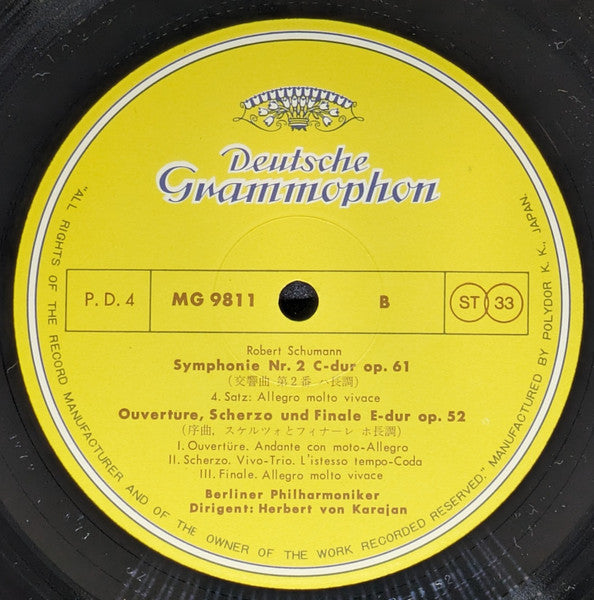 Deutsche
Grammophon
P.D.4 MG 9811 B ST 33
Robert Schumann
Symphonie Nr. 2 C-dur op. 61
(交響曲 第2番 ハ長調)
4. Satz: Allegro molto vivace
Ouverture, Scherzo und Finale E-dur op. 52
(序曲, スケルツォとフィナーレ ホ長調)
I. Ouvertüre. Andante con moto-Allegro
II. Scherzo. Vivo-Trio. L'istesso tempo-Coda
III. Finale. Allegro molto vivace
Berliner Philharmoniker
Dirigent: Herbert von Karajan
"ALL RIGHTS OF THE RECORD MANUFACTURER AND OF THE OWNER OF THE WORK RECORDED RESERVED." MANUFACTURED BY POLYDOR K. K., JAPAN.